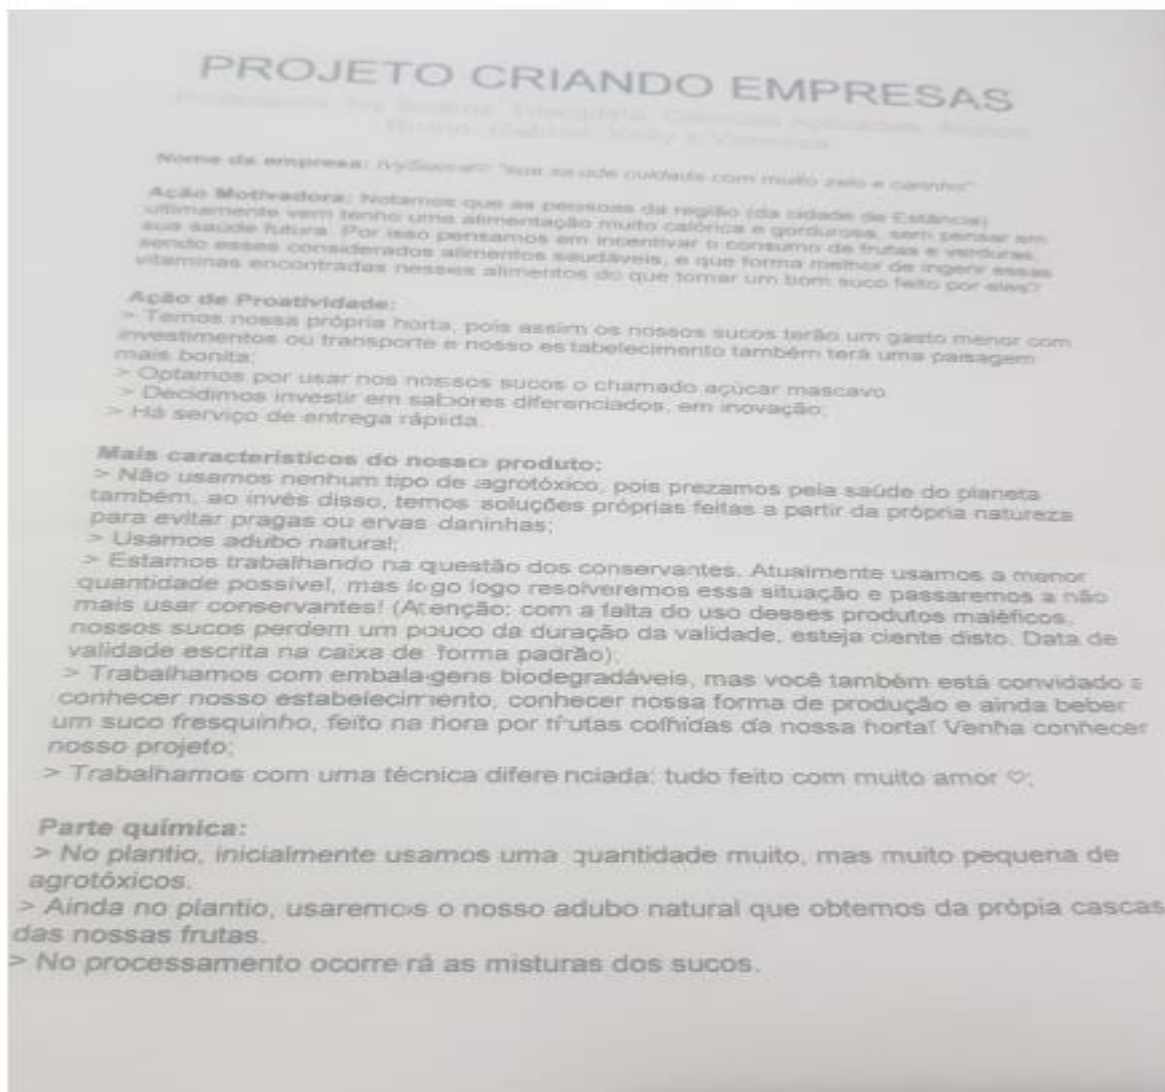 PROJETO CRIANDO EMPRESAS
Nome da empresa: "sua saúde cuidada com muito zelo e carinho"
Ação Motivadora: Notamos que as pessoas da região (da cidade de Estância)
ultimamente vem tenho uma alimentação muito calórica e gordurosa, sem pensar em
sua saúde futura. Por isso pensamos em incentivar o consumo de frutas e verduras,
sendo esses considerados alimentos saudáveis, e que forma melhor de ingerir essas
vitaminas encontradas nesses alimentos do que tomar um bom suco feito por eles?
Ação de Proatividade:
> Temos nossa própria horta, pois assim os nossos sucos terão um gasto menor com
investimentos ou transporte e nosso estabelecimento também terá uma paisagem
mais bonita;
> Optamos por usar nos nossos sucos o chamado açúcar mascavo
> Decidimos investir em sabores diferenciados, em inovação;
> Há serviço de entrega rápida.
Mais característicos do nosso produto:
> Não usamos nenhum tipo de agrotóxico, pois prezamos pela saúde do planeta
também, ao invés disso, temos soluções próprias feitas a partir da própria natureza
para evitar pragas ou ervas daninhas;
> Usamos adubo natural;
> Estamos trabalhando na questão dos conservantes. Atualmente usamos a menor
quantidade possível, mas logo logo resolveremos essa situação e passaremos a não
mais usar conservantes! (Atenção: com a falta do uso desses produtos maléficos,
nossos sucos perdem um pouco da duração da validade, esteja ciente disto. Data de
validade escrita na caixa de forma padrão);
> Trabalhamos com embalagens biodegradáveis, mas você também está convidado a
conhecer nosso estabelecimento, conhecer nossa forma de produção e ainda beber
um suco fresquinho, feito na hora por frutas colhidas da nossa horta! Venha conhecer
nosso projeto;
> Trabalhamos com uma técnica diferenciada: tudo feito com muito amor ♡;
Parte química:
> No plantio, inicialmente usamos uma quantidade muito, mas muito pequena de
agrotóxicos.
> Ainda no plantio, usaremos o nosso adubo natural que obtemos da própia cascas
das nossas frutas.
> No processamento ocorrerá as misturas dos sucos.